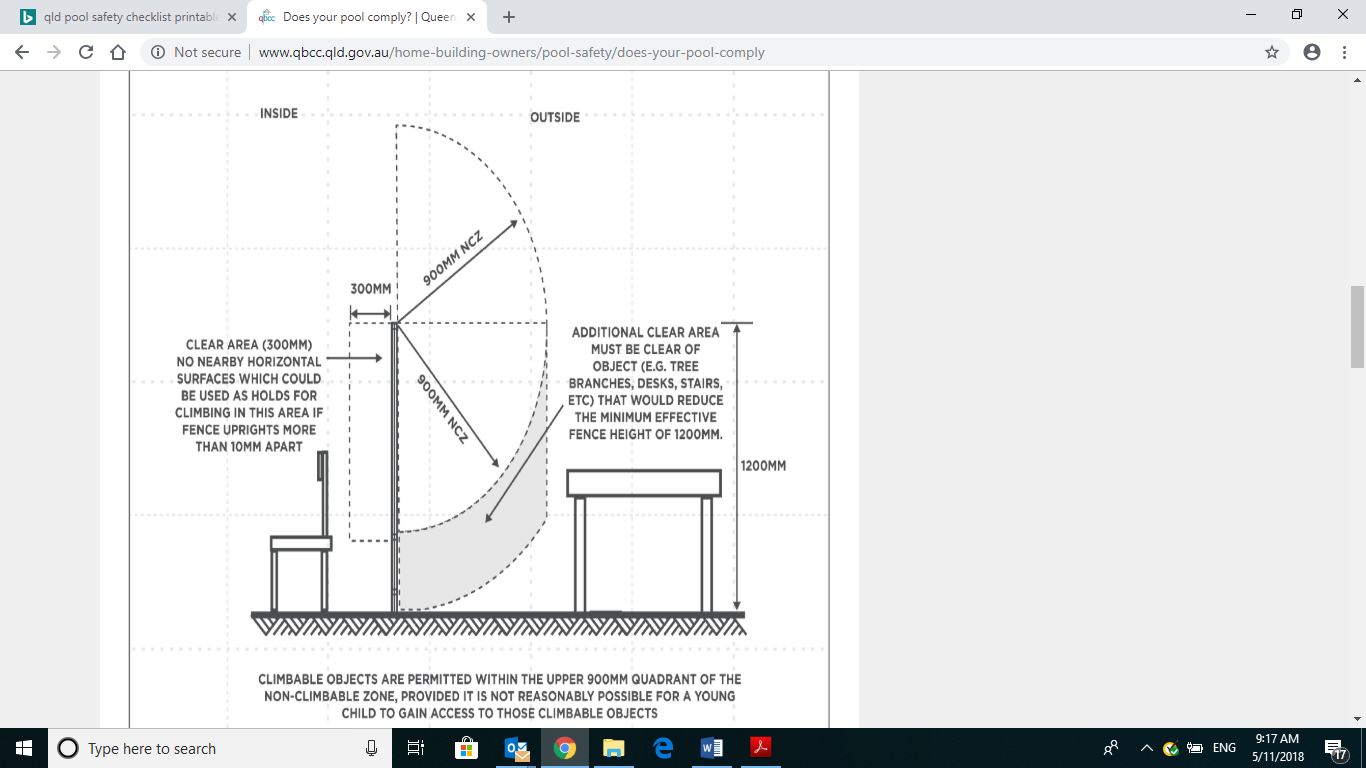 qld pool safety checklist printabl
qbcc
Does your pool comply? | Queen
Not secure | www.qbcc.qld.gov.au/home-building-owners/pool-safety/does-your-pool-comply
INSIDE
OUTSIDE
900MM NCZ
300MM
CLEAR AREA (300MM)
NO NEARBY HORIZONTAL
SURFACES WHICH COULD
BE USED AS HOLDS FOR
CLIMBING IN THIS AREA IF
FENCE UPRIGHTS MORE
THAN 10MM APART
900MM NCZ
ADDITIONAL CLEAR AREA
MUST BE CLEAR OF
OBJECT (E.G. TREE
BRANCHES, DESKS, STAIRS,
ETC) THAT WOULD REDUCE
THE MINIMUM EFFECTIVE
FENCE HEIGHT OF 1200MM.
1200MM
CLIMBABLE OBJECTS ARE PERMITTED WITHIN THE UPPER 900MM QUADRANT OF THE
NON-CLIMBABLE ZONE, PROVIDED IT IS NOT REASONABLY POSSIBLE FOR A YOUNG
CHILD TO GAIN ACCESS TO THOSE CLIMBABLE OBJECTS
Type here to search
ENG
9:17 AM
5/11/2018
17